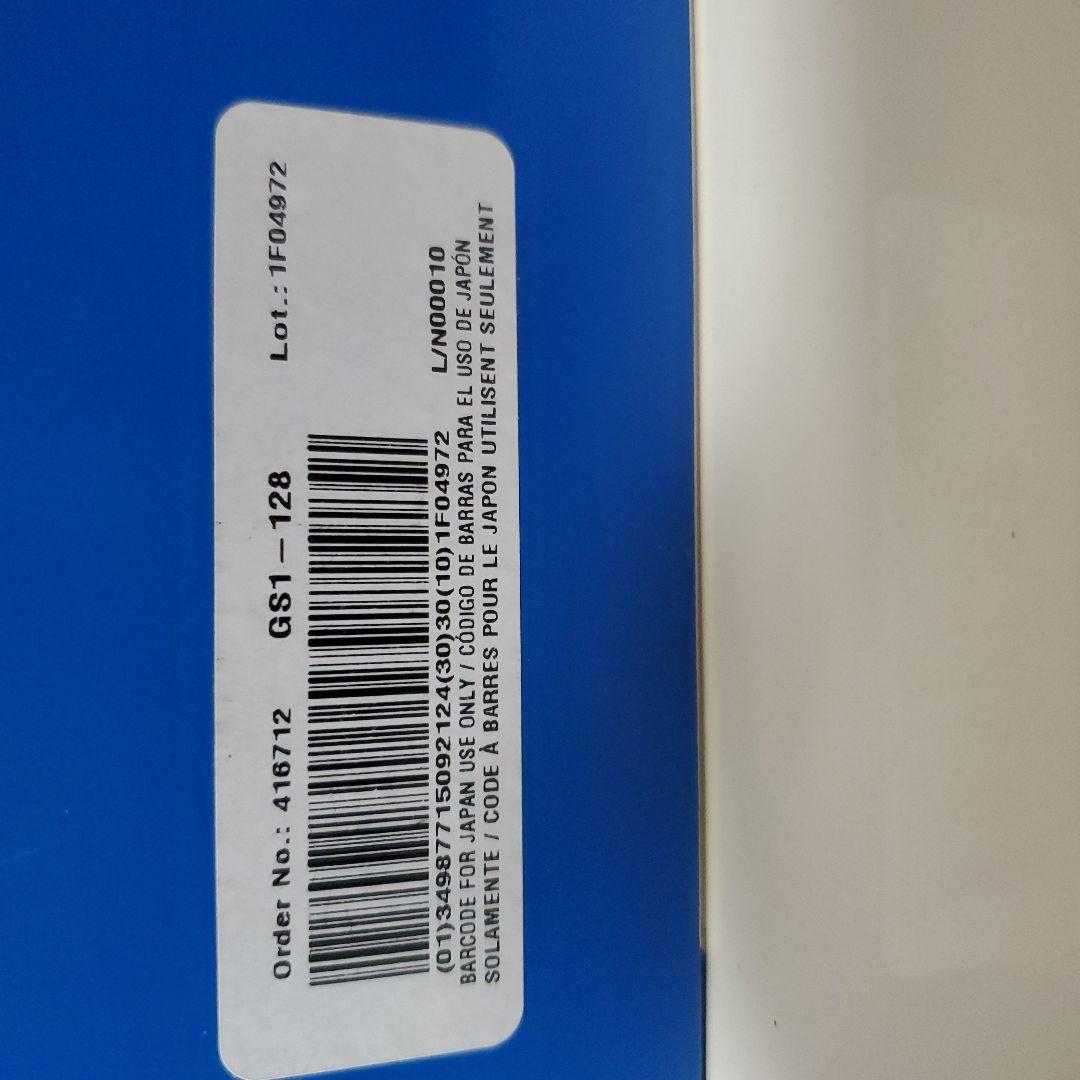 Order No.: 416712 GS1-128 Lot.: 1F04972
(01)34987715092124(30)30(10)1F04972 L/N00010
BARCODE FOR JAPAN USE ONLY / CÓDIGO DE BARRAS PARA EL USO DE JAPÓN
SOLAMENTE / CODE À BARRES POUR LE JAPON UTILISENT SEULEMENT